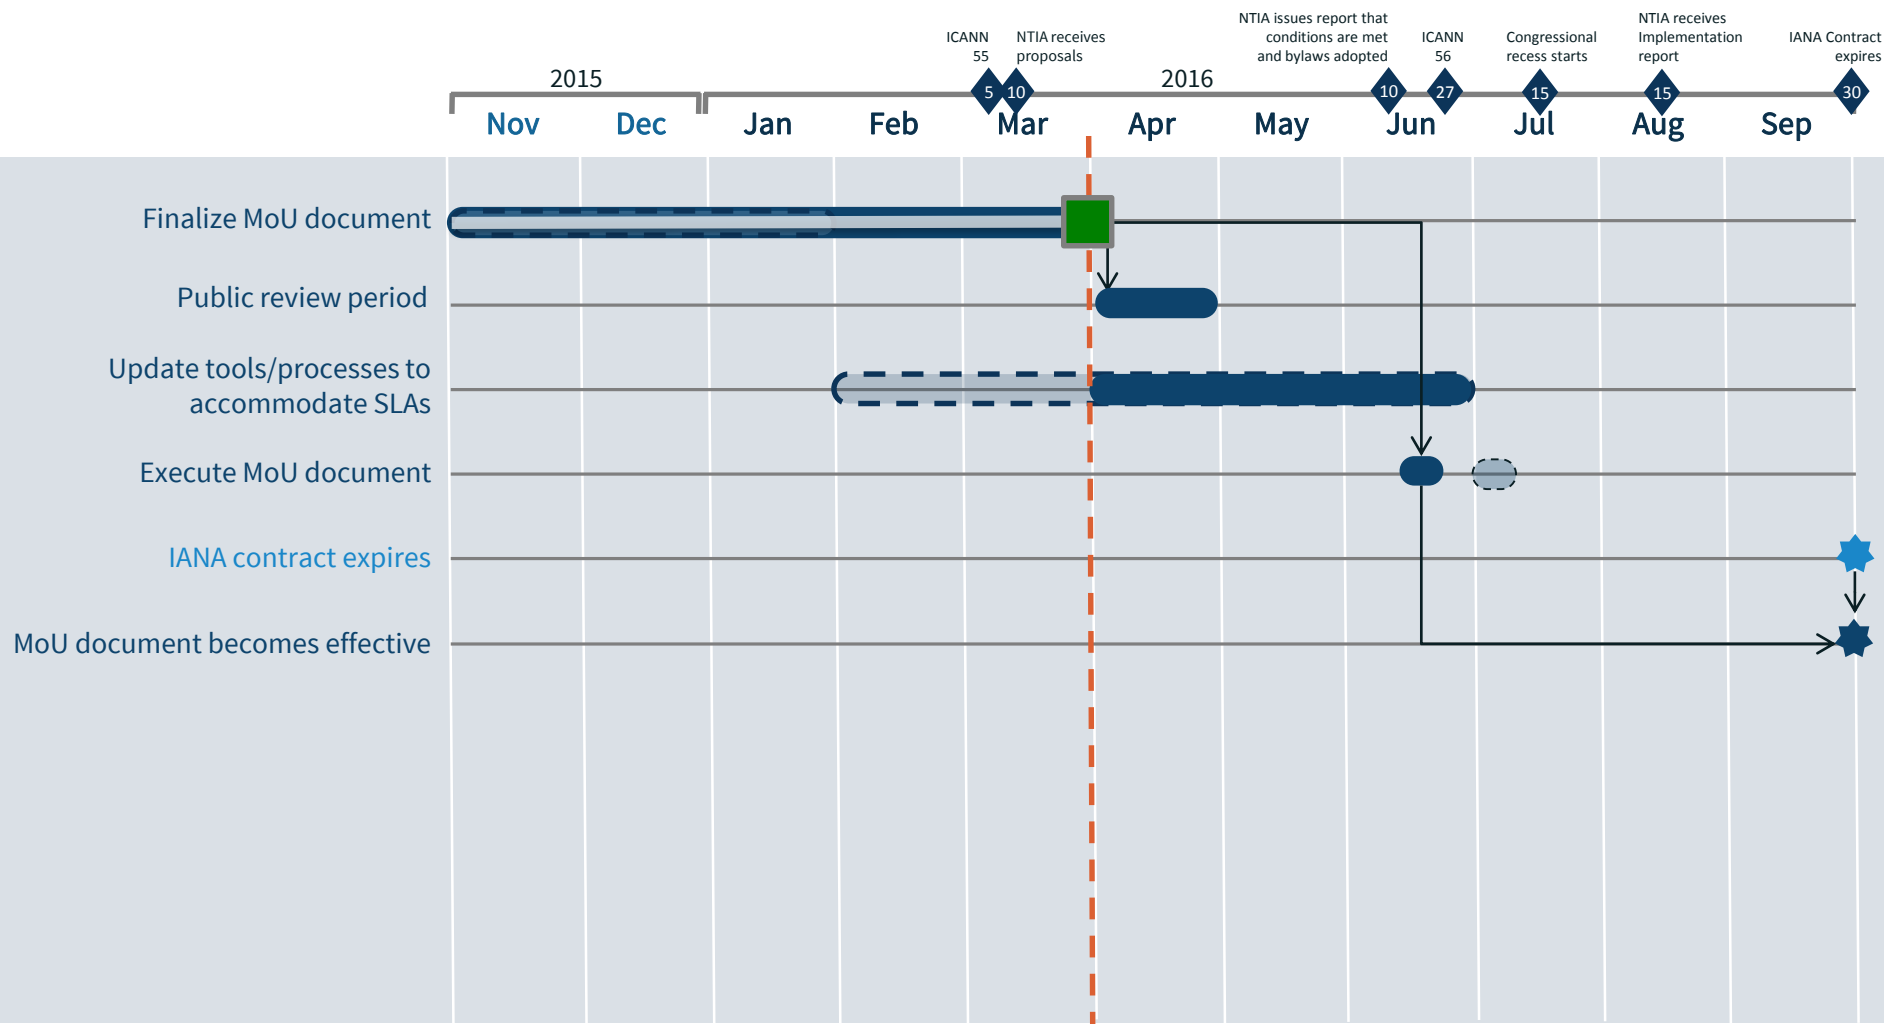 NTIA issues report that
conditions are met
and bylaws adopted
NTIA receives
Implementation
report
ICANN
55
NTIA receives
proposals
ICANN
56
Congressional
recess starts
IANA Contract
expires
2015
2016
5
10
10
27
15
15
30
Nov
Dec
Jan
Feb
Mar
Apr
May
Jun
Jul
Aug
Sep
Finalize MoU document
Public review period
Update tools/processes to
accommodate SLAs
Execute MoU document
IANA contract expires
MoU document becomes effective